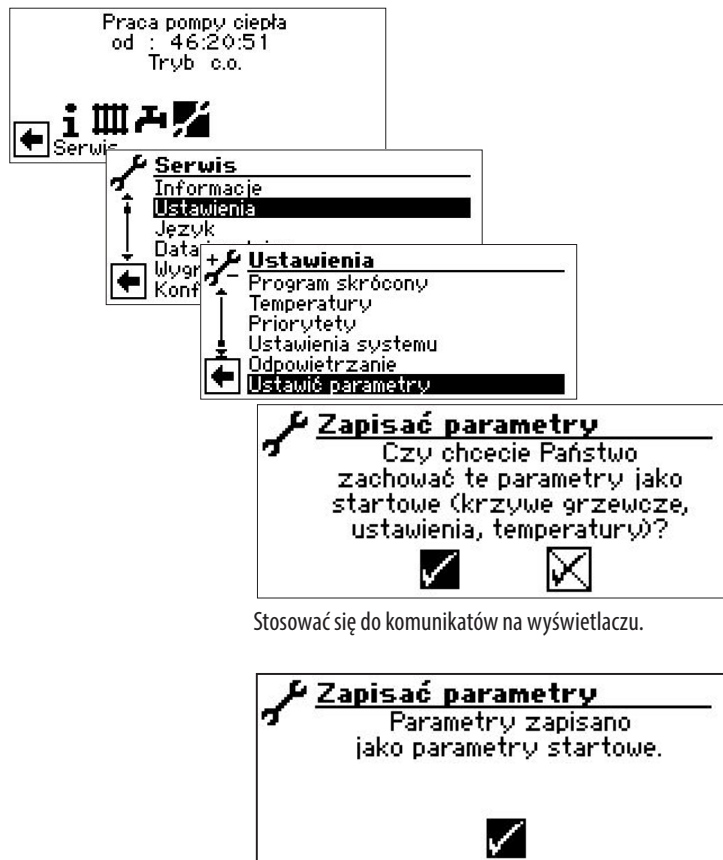 Praca pompy ciepła
od : 46:20:51
Tryb c.o.
Serwis
Serwis
Informacje
Ustawienia
Język
Data
Wygr
Konf
Ustawienia
Program skrócony
Temperatury
Priorytety
Ustawienia systemu
Odpowietrzanie
Ustawić parametry
Zapisać parametry
Czy chcecie Państwo
zachować te parametry jako
startowe (krzywe grzewcze,
ustawienia, temperatury)?
Stosować się do komunikatów na wyświetlaczu.
Zapisać parametry
Parametry zapisano
jako parametry startowe.